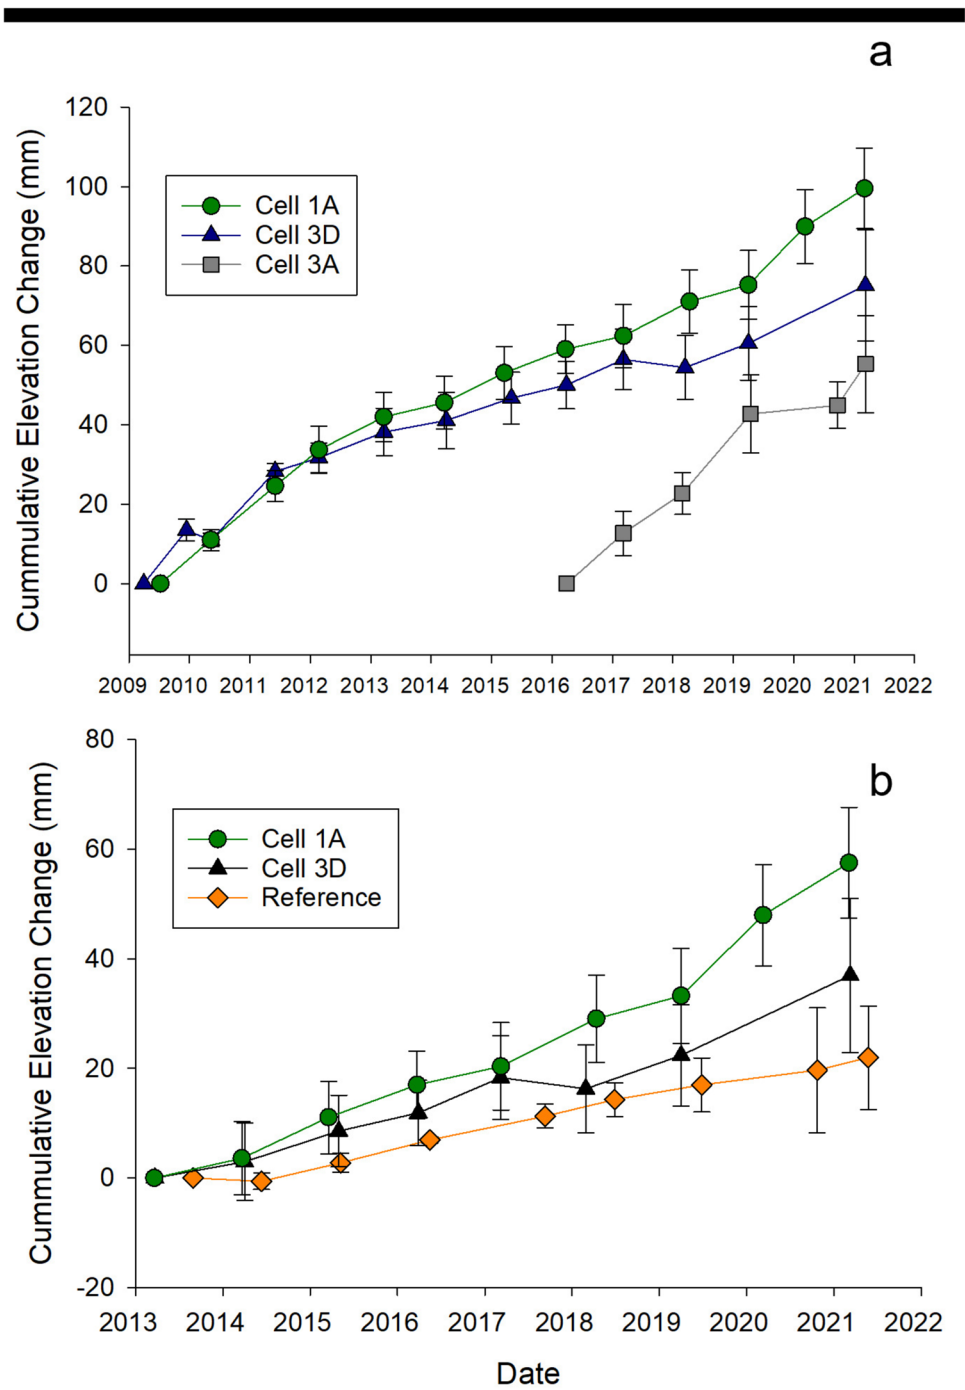 a
Cummulative Elevation Change (mm)
120
100
80
60
40
20
0
Cell 1A
Cell 3D
Cell 3A
2009 2010 2011 2012 2013 2014 2015 2016 2017 2018 2019 2020 2021 2022
b
Cummulative Elevation Change (mm)
80
60
40
20
0
-20
Cell 1A
Cell 3D
Reference
2013 2014 2015 2016 2017 2018 2019 2020 2021 2022
Date